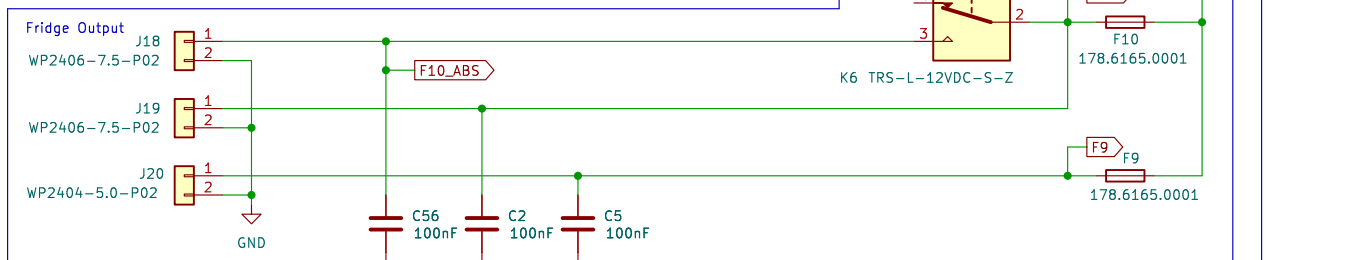 Fridge Output
J18
WP2406-7.5-P02
1
2
F10_ABS
3
2
K6 TRS-L-12VDC-S-Z
F10
178.6165.0001
J19
WP2406-7.5-P02
1
2
J20
WP2404-5.0-P02
1
2
F9
F9
178.6165.0001
GND
C56
100nF
C2
100nF
C5
100nF